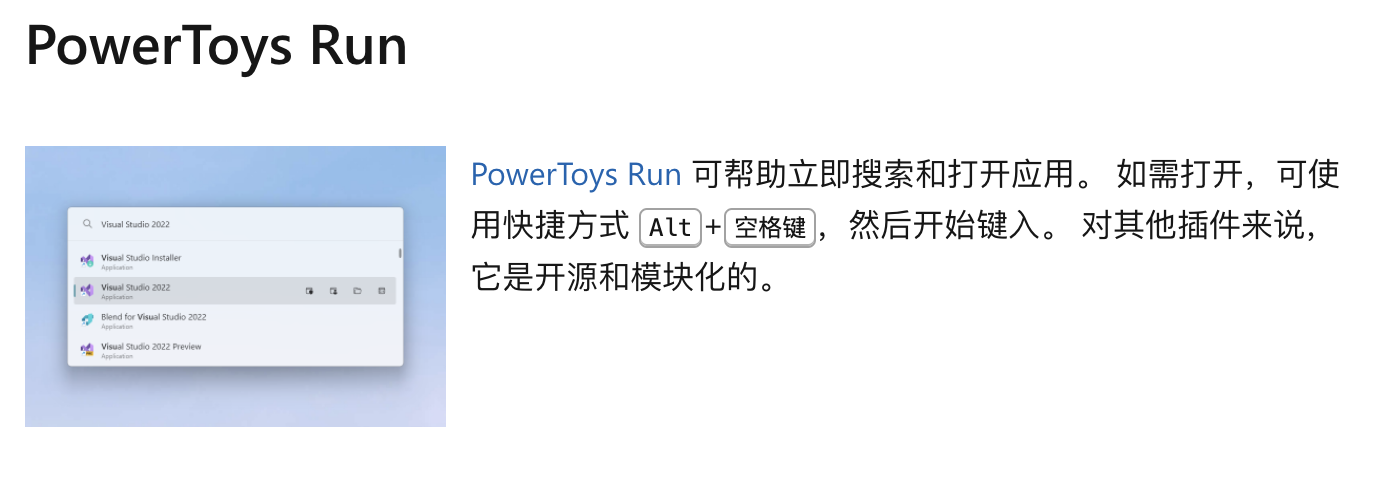 PowerToys Run
Visual Studio 2022
Visual Studio Installer
Application
Visual Studio 2022
Application
Blend for Visual Studio 2022
Application
Visual Studio 2022 Preview
Application
PowerToys Run 可帮助立即搜索和打开应用。 如需打开，可使
用快捷方式 Alt+空格键，然后开始键入。 对其他插件来说，
它是开源和模块化的。